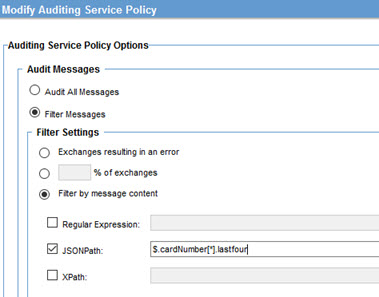 Modify Auditing Service Policy
Auditing Service Policy Options
Audit Messages
Audit All Messages
Filter Messages
Filter Settings
Exchanges resulting in an error
% of exchanges
Filter by message content
Regular Expression:
JSONPath: $.cardNumber[*].lastfour
XPath: